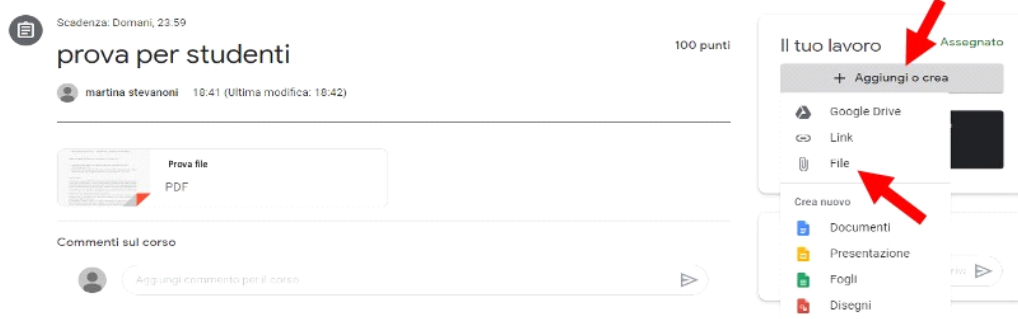 Scadenza: Domani, 23:59
prova per studenti
100 punti
martina stevanoni 18:41 (Ultima modifica: 18:42)
Prova file
PDF
Commenti sul corso
Aggiungi commento per il corso
Il tuo lavoro
Assegnato
+ Aggiungi o crea
Google Drive
Link
File
Crea nuovo
Documenti
Presentazione
Fogli
Disegni